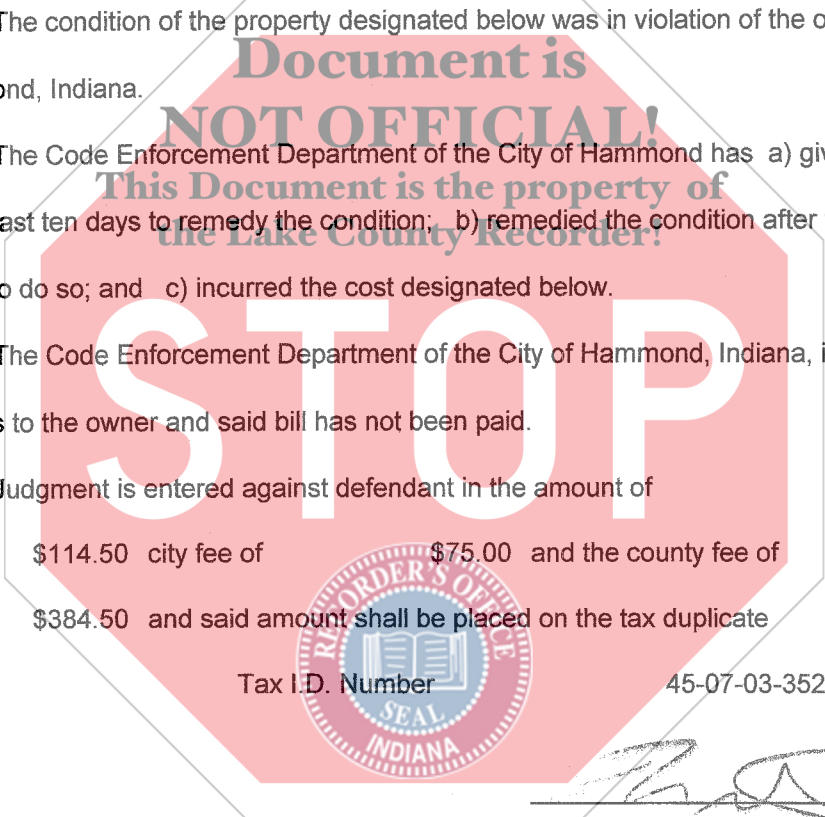 The condition of the property designated below was in violation of the o
Document is
ond, Indiana.
NOT OFFICIAL!
The Code Enforcement Department of the City of Hammond has a) giv
This Document is the property of
ast ten days to remedy the condition; b) remedied the condition after
the Lake County Recorder!
o do so; and c) incurred the cost designated below.
STOP
The Code Enforcement Department of the City of Hammond, Indiana, i
s to the owner and said bill has not been paid.
Judgment is entered against defendant in the amount of
$114.50 city fee of $75.00 and the county fee of
$384.50 and said amount shall be placed on the tax duplicate
Tax I.D. Number 45-07-03-352
RECORDER'S OFFICE
SEAL
INDIANA